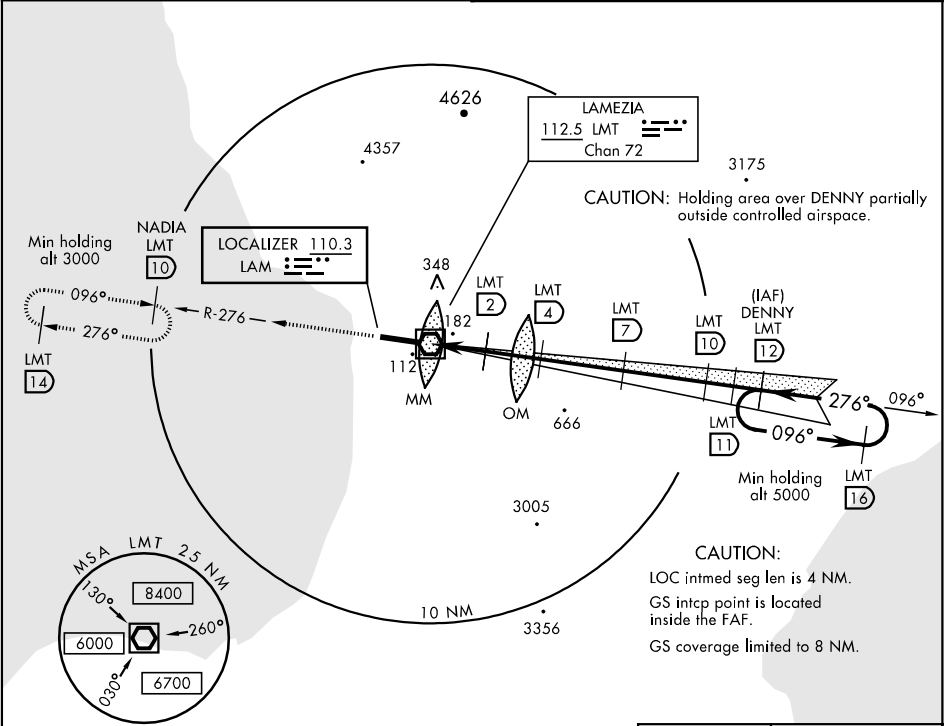 4626
LAMEZIA
112.5 LMT
Chan 72
4357
3175
CAUTION: Holding area over DENNY partially
outside controlled airspace.
NADIA
LMT
10
Min holding
alt 3000
LOCALIZER 110.3
LAM
348
LMT
2
LMT
4
LMT
7
LMT
10
(IAF)
DENNY
LMT
12
096°
276°
R-276
182
112
LMT
14
MM
OM
666
276°
096°
096°
LMT
11
Min holding
alt 5000
LMT
16
3005
CAUTION:
LOC intmed seg len is 4 NM.
GS intcp point is located
inside the FAF.
GS coverage limited to 8 NM.
10 NM
3356
MSA LMT 25 NM
130°
8400
260°
6000
030°
6700